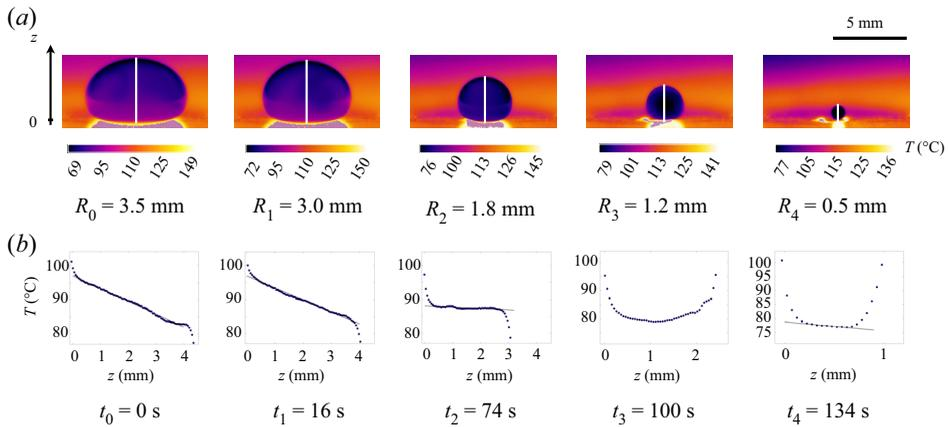 (a)
z
0
5 mm
69 95 110 125 149
72 95 110 125 150
76 100 113 126 145
79 101 113 125 141
77 105 115 125 136
T (°C)
R0 = 3.5 mm
R1 = 3.0 mm
R2 = 1.8 mm
R3 = 1.2 mm
R4 = 0.5 mm
(b)
T (°C)
100
90
80
0 1 2 3 4
z (mm)
100
90
80
0 1 2 3 4
z (mm)
100
90
80
0 1 2 3 4
z (mm)
100
90
80
0 1 2
z (mm)
100
95
90
85
80
75
0 1
z (mm)
t0 = 0 s
t1 = 16 s
t2 = 74 s
t3 = 100 s
t4 = 134 s